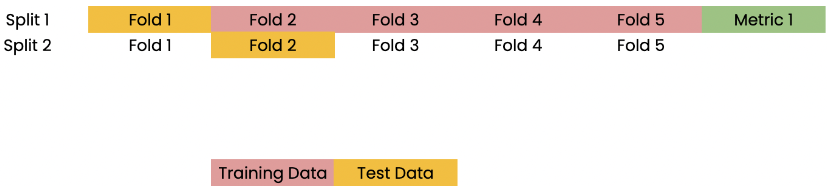 Split 1 Fold 1 Fold 2 Fold 3 Fold 4 Fold 5 Metric 1
Split 2 Fold 1 Fold 2 Fold 3 Fold 4 Fold 5
Training Data Test Data